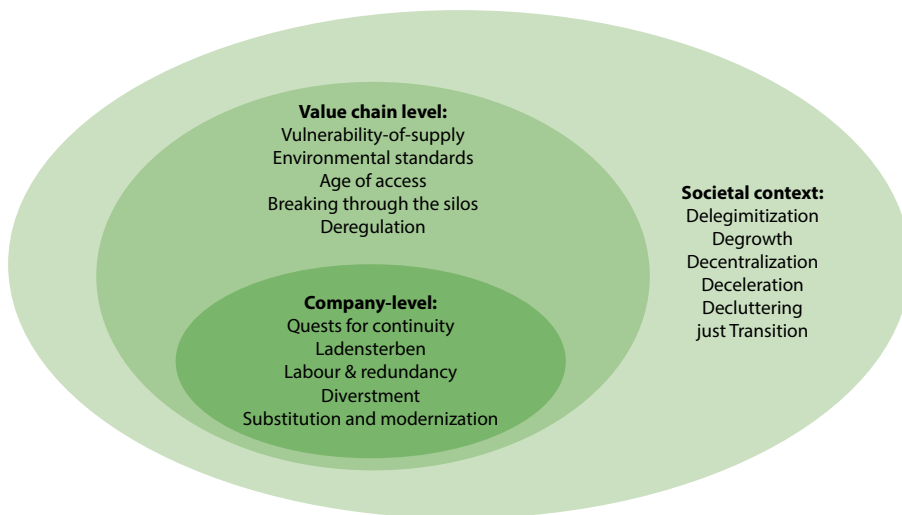 Value chain level:
Vulnerability-of-supply
Environmental standards
Age of access
Breaking through the silos
Deregulation
Company-level:
Quests for continuity
Ladensterben
Labour & redundancy
Diverstment
Substitution and modernization
Societal context:
Delegimitization
Degrowth
Decentralization
Deceleration
Decluttering
just Transition